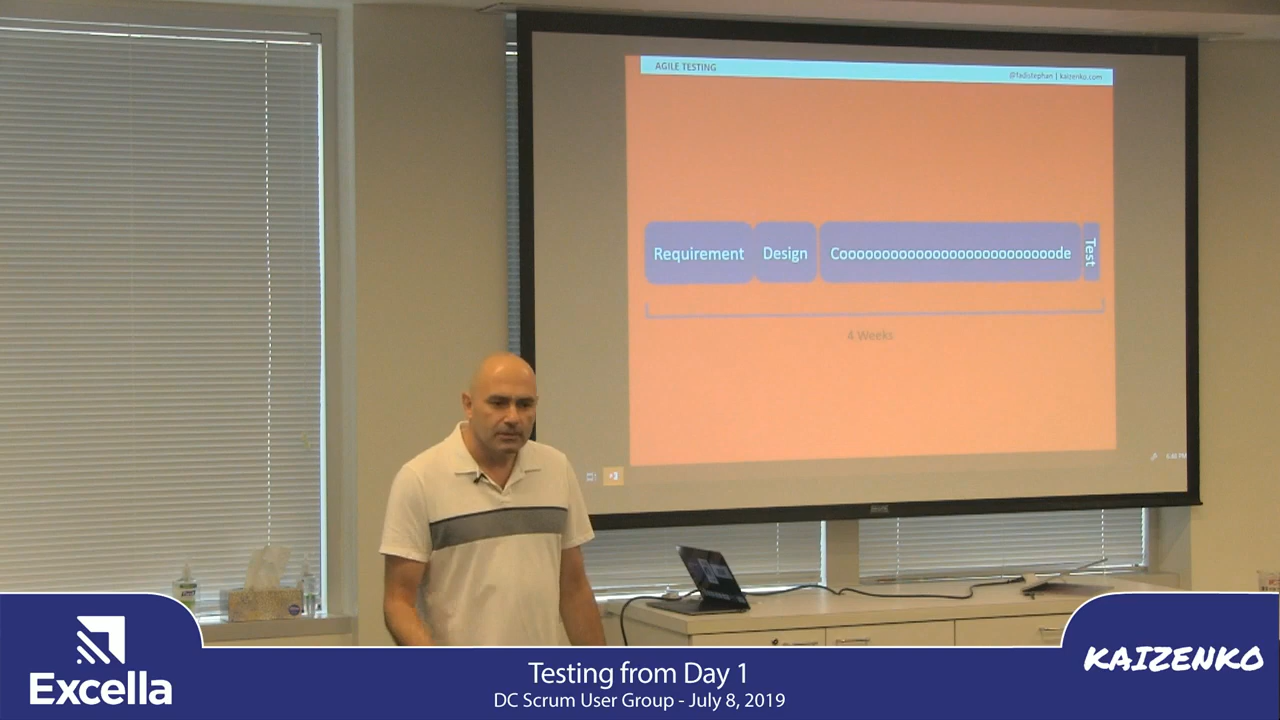 AGILE TESTING
@fadistephan | kaizenko.com
Requirement
Design
Coooooooooooooooooooooooooode
Test
4 Weeks
Excella
Testing from Day 1
DC Scrum User Group - July 8, 2019
KAIZENKO